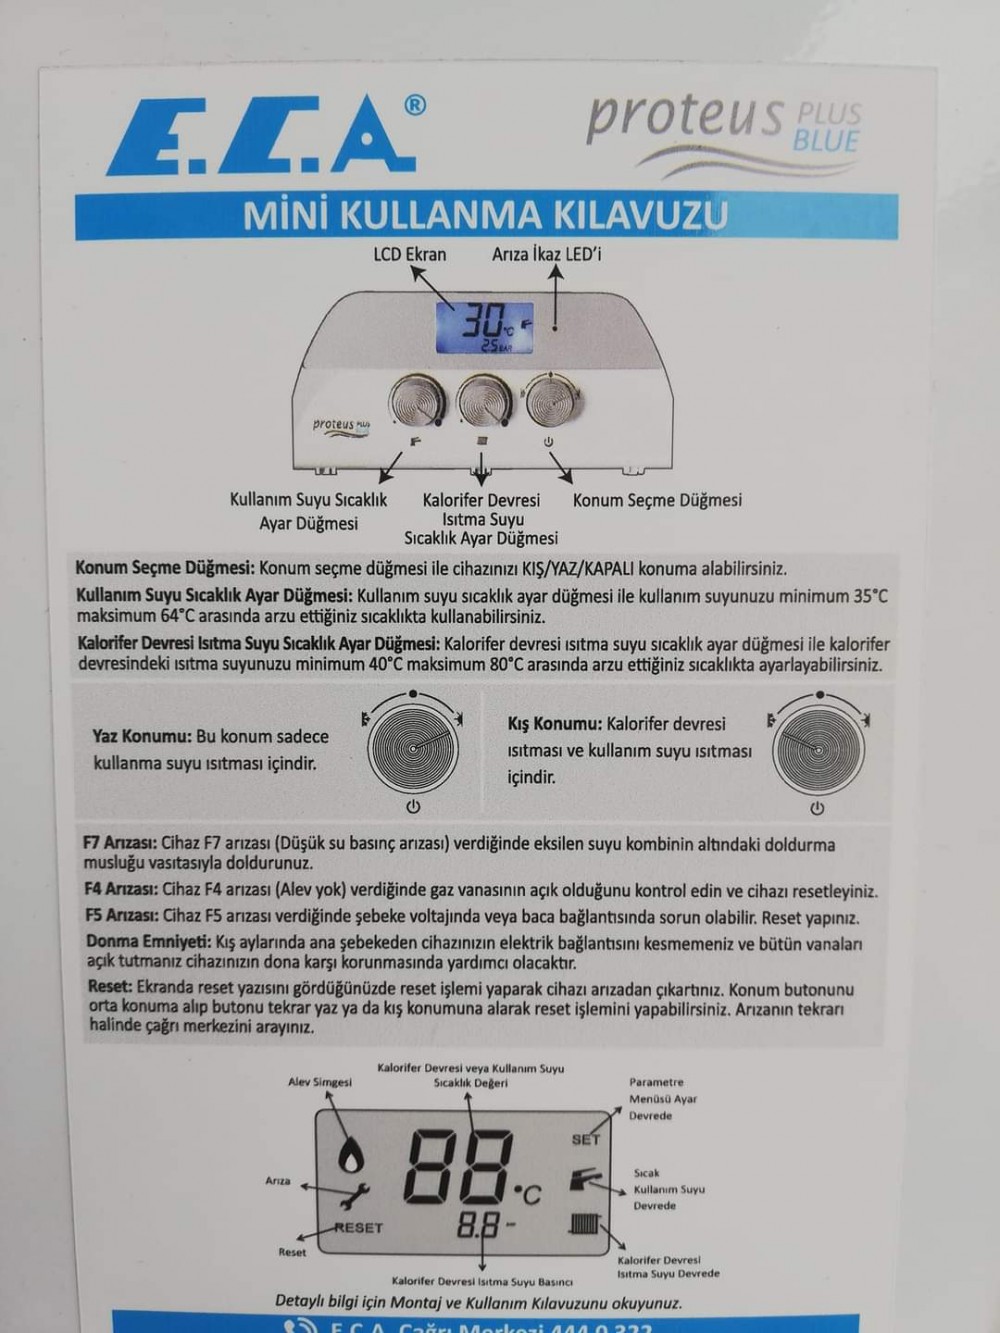 E.C.A®
proteus PLUS
BLUE
MİNİ KULLANMA KILAVUZU
LCD Ekran Arıza İkaz LED'i
30 °C
2.5 BAR
proteus PLUS
BLUE
Kullanım Suyu Sıcaklık
Ayar Düğmesi
Kalorifer Devresi
Isıtma Suyu
Sıcaklık Ayar Düğmesi
Konum Seçme Düğmesi
Konum Seçme Düğmesi: Konum seçme düğmesi ile cihazınızı KIŞ/YAZ/KAPALI konuma alabilirsiniz.
Kullanım Suyu Sıcaklık Ayar Düğmesi: Kullanım suyu sıcaklık ayar düğmesi ile kullanım suyunuzu minimum 35°C
maksimum 64°C arasında arzu ettiğiniz sıcaklıkta kullanabilirsiniz.
Kalorifer Devresi Isıtma Suyu Sıcaklık Ayar Düğmesi: Kalorifer devresi ısıtma suyu sıcaklık ayar düğmesi ile kalorifer
devresindeki ısıtma suyunuzu minimum 40°C maksimum 80°C arasında arzu ettiğiniz sıcaklıkta ayarlayabilirsiniz.
Yaz Konumu: Bu konum sadece
kullanma suyu ısıtması içindir.
Kış Konumu: Kalorifer devresi
ısıtması ve kullanım suyu ısıtması
içindir.
F7 Arızası: Cihaz F7 arızası (Düşük su basınç arızası) verdiğinde eksilen suyu kombinin altındaki doldurma
musluğu vasıtasıyla doldurunuz.
F4 Arızası: Cihaz F4 arızası (Alev yok) verdiğinde gaz vanasının açık olduğunu kontrol edin ve cihazı resetleyiniz.
F5 Arızası: Cihaz F5 arızası verdiğinde şebeke voltajında veya baca bağlantısında sorun olabilir. Reset yapınız.
Donma Emniyeti: Kış aylarında ana şebekeden cihazınızın elektrik bağlantısını kesmemeniz ve bütün vanaları
açık tutmanız cihazınızın dona karşı korunmasında yardımcı olacaktır.
Reset: Ekranda reset yazısını gördüğünüzde reset işlemi yaparak cihazı arızadan çıkartınız. Konum butonunu
orta konuma alıp butonu tekrar yaz ya da kış konumuna alarak reset işlemini yapabilirsiniz. Arızanın tekrarı
halinde çağrı merkezini arayınız.
Alev Simgesi
Kalorifer Devresi veya Kullanım Suyu
Sıcaklık Değeri
Parametre
Menüsü Ayar
Devrede
88 °C
SET
Arıza
Sıcak
Kullanım Suyu
Devrede
RESET
8.8
Reset
Kalorifer Devresi
Isıtma Suyu Devrede
Kalorifer Devresi Isıtma Suyu Basıncı
Detaylı bilgi için Montaj ve Kullanım Kılavuzunu okuyunuz.
E.C.A. Çağrı Merkezi 444 0 322